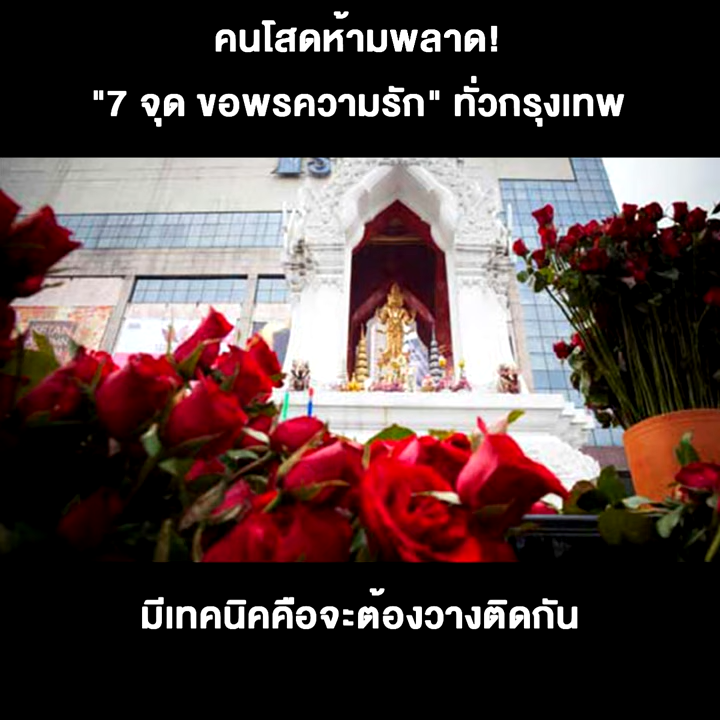 คนโสดห้ามพลาด!
"7 จุด ขอพรความรัก" ทั่วกรุงเทพ
มีเทคนิคคือจะต้องวางติดกัน